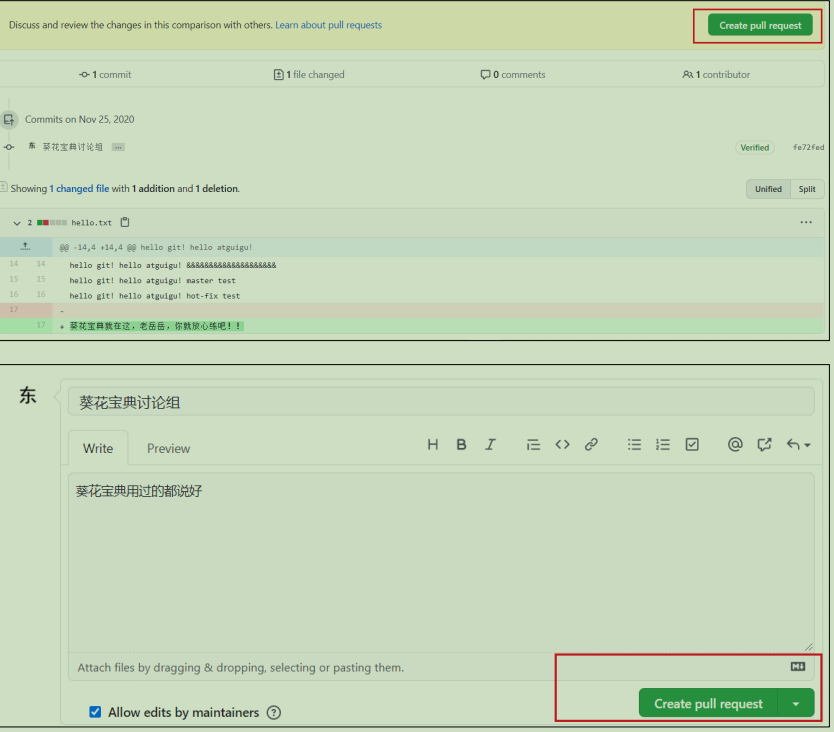 Discuss and review the changes in this comparison with others. Learn about pull requests
Create pull request
1 commit
1 file changed
0 comments
1 contributor
Commits on Nov 25, 2020
东 葵花宝典讨论组 ...
Verified
fe72fed
Showing 1 changed file with 1 addition and 1 deletion.
Unified Split
2 hello.txt
...
@@ -14,4 +14,4 @@ hello git! hello atguigu!
14 14 hello git! hello atguigu! &&&&&&&&&&&&&&&&&&&&
15 15 hello git! hello atguigu! master test
16 16 hello git! hello atguigu! hot-fix test
17 -
17 + 葵花宝典就在这，老岳岳，你就放心练吧！！
东
葵花宝典讨论组
Write Preview
H B I
葵花宝典用过的都说好
Attach files by dragging & dropping, selecting or pasting them.
Allow edits by maintainers ?
Create pull request